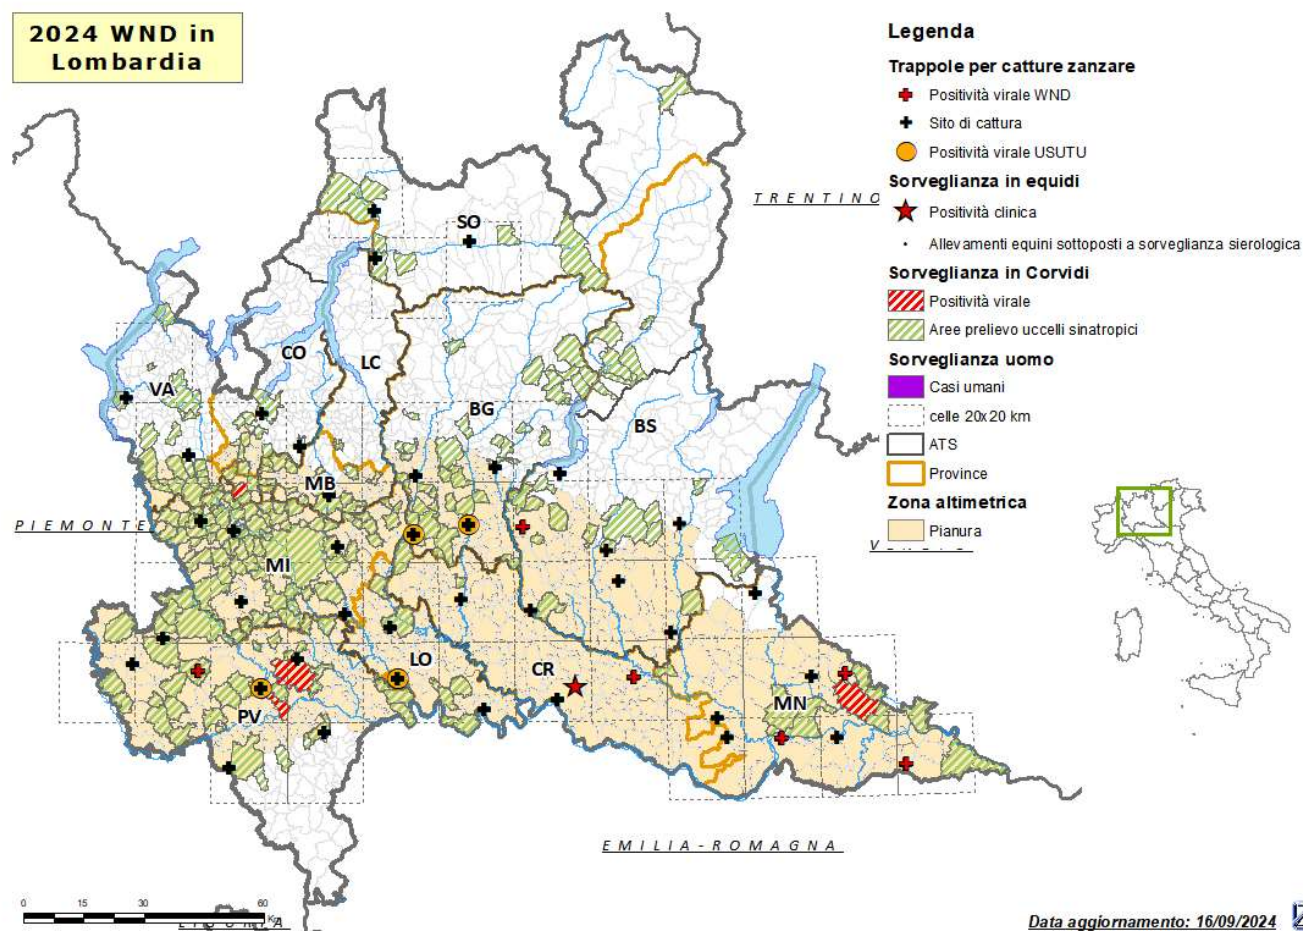 2024 WND in
Lombardia
Legenda
Trappole per catture zanzare
Positività virale WND
Sito di cattura
Positività virale USUTU
Sorveglianza in equidi
Positività clinica
Allevamenti equini sottoposti a sorveglianza sierologica
Sorveglianza in Corvidi
Positività virale
Aree prelievo uccelli sinatropici
Sorveglianza uomo
Casi umani
celle 20x20 km
ATS
Province
Zona altimetrica
Pianura
TRENTINO
SO
CO
LC
VA
BG
BS
MB
PIEMONTE
MI
LO
CR
PV
MN
EMILIA-ROMAGNA
0 15 30 60
Km
Data aggiornamento: 16/09/2024